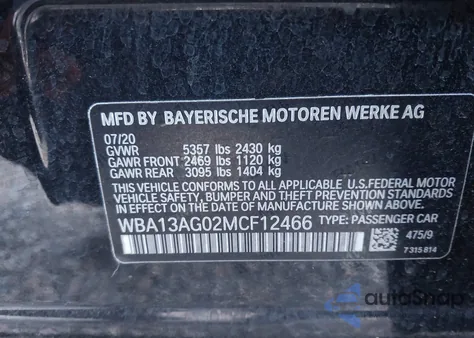 MFD BY BAYERISCHE MOTOREN WERKE AG
07/20
GVWR 5357 lbs 2430 kg
GAWR FRONT 2469 lbs 1120 kg
GAWR REAR 3095 lbs 1404 kg
THIS VEHICLE CONFORMS TO ALL APPLICABLE U.S. FEDERAL MOTOR
VEHICLE SAFETY, BUMPER AND THEFT PREVENTION STANDARDS
IN EFFECT ON THE DATE OF MANUFACTURE SHOWN ABOVE.
WBA13AG02MCF12466 TYPE: PASSENGER CAR
475/9
7315814
autoSnap